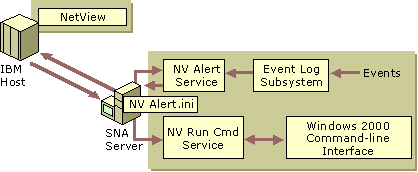 NetView
IBM
Host
NV Alert
Service
Event Log
Subsystem
Events
NV Alert.ini
SNA
Server
NV Run Cmd
Service
Windows 2000
Command-line
Interface